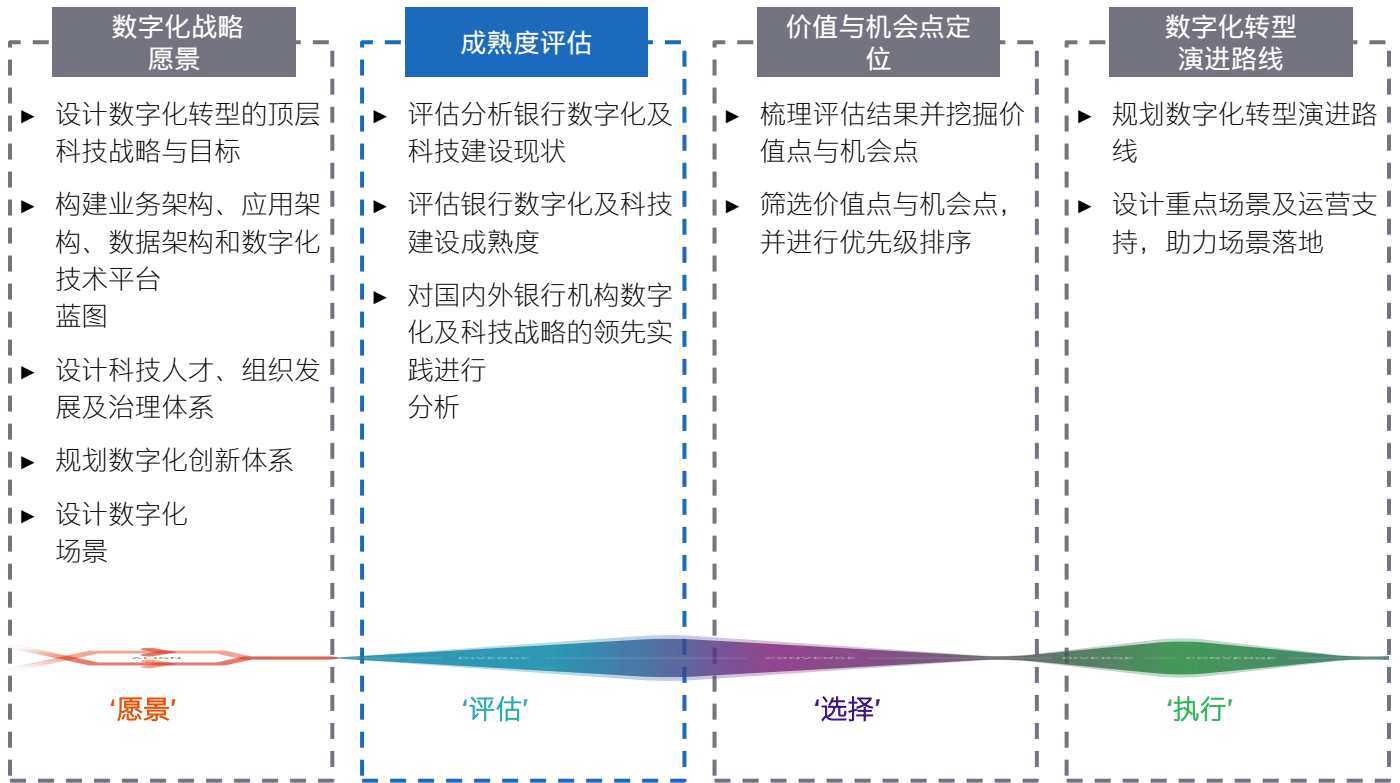 数字化战略
愿景
► 设计数字化转型的顶层
科技战略与目标
► 构建业务架构、应用架
构、数据架构和数字化
技术平台
蓝图
► 设计科技人才、组织发
展及治理体系
► 规划数字化创新体系
► 设计数字化
场景
ALIGN
‘愿景’
成熟度评估
► 评估分析银行数字化及
科技建设现状
► 评估银行数字化及科技
建设成熟度
► 对国内外银行机构数字
化及科技战略的领先实
践进行
分析
DIVERGE
‘评估’
价值与机会点定
位
► 梳理评估结果并挖掘价
值点与机会点
► 筛选价值点与机会点，
并进行优先级排序
CONVERGE
‘选择’
数字化转型
演进路线
► 规划数字化转型演进路
线
► 设计重点场景及运营支
持，助力场景落地
DIVERGE
CONVERGE
‘执行’